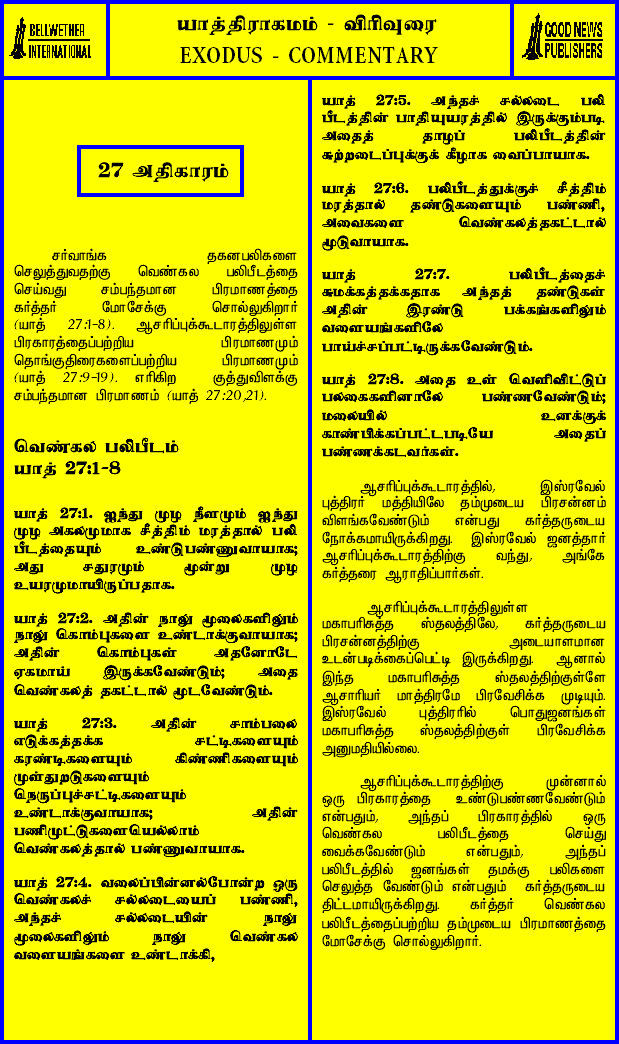 BELLWETHER
INTERNATIONAL
யாத்திராகமம் - விரிவுரை
EXODUS - COMMENTARY
GOOD NEWS
PUBLISHERS
27 அதிகாரம்
சர்வாங்க தகனபலிகளை
செலுத்துவதற்கு வெண்கல பலிபீடத்தை
செய்வது சம்பந்தமான பிரமாணத்தை
கர்த்தர் மோசேக்கு சொல்லுகிறார்
(யாத் 27:1-8). ஆசரிப்புக்கூடாரத்திலுள்ள
பிரகாரத்தைப்பற்றிய பிரமாணமும்
தொங்குதிரைகளைப்பற்றிய பிரமாணமும்
(யாத் 27:9-19). எரிகிற குத்துவிளக்கு
சம்பந்தமான பிரமாணம் (யாத் 27:20,21).
வெண்கல பலிபீடம்
யாத் 27:1-8
யாத் 27:1. ஐந்து முழ நீளமும் ஐந்து
முழ அகலமுமாக சீத்திம் மரத்தால் பலி
பீடத்தையும் உண்டுபண்ணுவாயாக;
அது சதுரமும் மூன்று முழ
உயரமுமாயிருப்பதாக.
யாத் 27:2. அதின் நாலு மூலைகளிலும்
நாலு கொம்புகளை உண்டாக்குவாயாக;
அதின் கொம்புகள் அதனோடே
ஏகமாய் இருக்கவேண்டும்; அதை
வெண்கலத் தகட்டால் மூடவேண்டும்.
யாத் 27:3. அதின் சாம்பலை
எடுக்கத்தக்க சட்டிகளையும்
கரண்டிகளையும் கிண்ணிகளையும்
முள்துறடுகளையும்
நெருப்புச்சட்டிகளையும்
உண்டாக்குவாயாக; அதின்
பணிமுட்டுகளையெல்லாம்
வெண்கலத்தால் பண்ணுவாயாக.
யாத் 27:4. வலைப்பின்னல்போன்ற ஒரு
வெண்கலச் சல்லடையைப் பண்ணி,
அந்தச் சல்லடையின் நாலு
மூலைகளிலும் நாலு வெண்கல
வளையங்களை உண்டாக்கி,
யாத் 27:5. அந்தச் சல்லடை பலி
பீடத்தின் பாதியுயரத்தில் இருக்கும்படி
அதைத் தாழப் பலிபீடத்தின்
சுற்றடைப்புக்குக் கீழாக வைப்பாயாக.
யாத் 27:6. பலிபீடத்துக்குச் சீத்திம்
மரத்தால் தண்டுகளையும் பண்ணி,
அவைகளை வெண்கலத்தகட்டால்
மூடுவாயாக.
யாத் 27:7. பலிபீடத்தைச்
சுமக்கத்தக்கதாக அந்தத் தண்டுகள்
அதின் இரண்டு பக்கங்களிலும்
வளையங்களிலே
பாய்ச்சப்பட்டிருக்கவேண்டும்.
யாத் 27:8. அதை உள் வெளிவிட்டுப்
பலகைகளினாலே பண்ணவேண்டும்;
மலையில் உனக்குக்
காண்பிக்கப்பட்டபடியே அதைப்
பண்ணக்கடவர்கள்.
ஆசரிப்புக்கூடாரத்தில், இஸ்ரவேல்
புத்திரர் மத்தியிலே தம்முடைய பிரசன்னம்
விளங்கவேண்டும் என்பது கர்த்தருடைய
நோக்கமாயிருக்கிறது. இஸ்ரவேல் ஜனத்தார்
ஆசரிப்புக்கூடாரத்திற்கு வந்து, அங்கே
கர்த்தரை ஆராதிப்பார்கள்.
ஆசரிப்புக்கூடாரத்திலுள்ள
மகாபரிசுத்த ஸ்தலத்திலே, கர்த்தருடைய
பிரசன்னத்திற்கு அடையாளமான
உடன்படிக்கைப்பெட்டி இருக்கிறது. ஆனால்
இந்த மகாபரிசுத்த ஸ்தலத்திற்குள்ளே
ஆசாரியர் மாத்திரமே பிரவேசிக்க முடியும்.
இஸ்ரவேல் புத்திரரில் பொதுஜனங்கள்
மகாபரிசுத்த ஸ்தலத்திற்குள் பிரவேசிக்க
அனுமதியில்லை.
ஆசரிப்புக்கூடாரத்திற்கு முன்னால்
ஒரு பிரகாரத்தை உண்டுபண்ணவேண்டும்
என்பதும், அந்தப் பிரகாரத்தில் ஒரு
வெண்கல பலிபீடத்தை செய்து
வைக்கவேண்டும் என்பதும், அந்தப்
பலிபீடத்தில் ஜனங்கள் தமக்கு பலிகளை
செலுத்த வேண்டும் என்பதும் கர்த்தருடைய
திட்டமாயிருக்கிறது. கர்த்தர் வெண்கல
பலிபீடத்தைப்பற்றிய தம்முடைய பிரமாணத்தை
மோசேக்கு சொல்லுகிறார்.